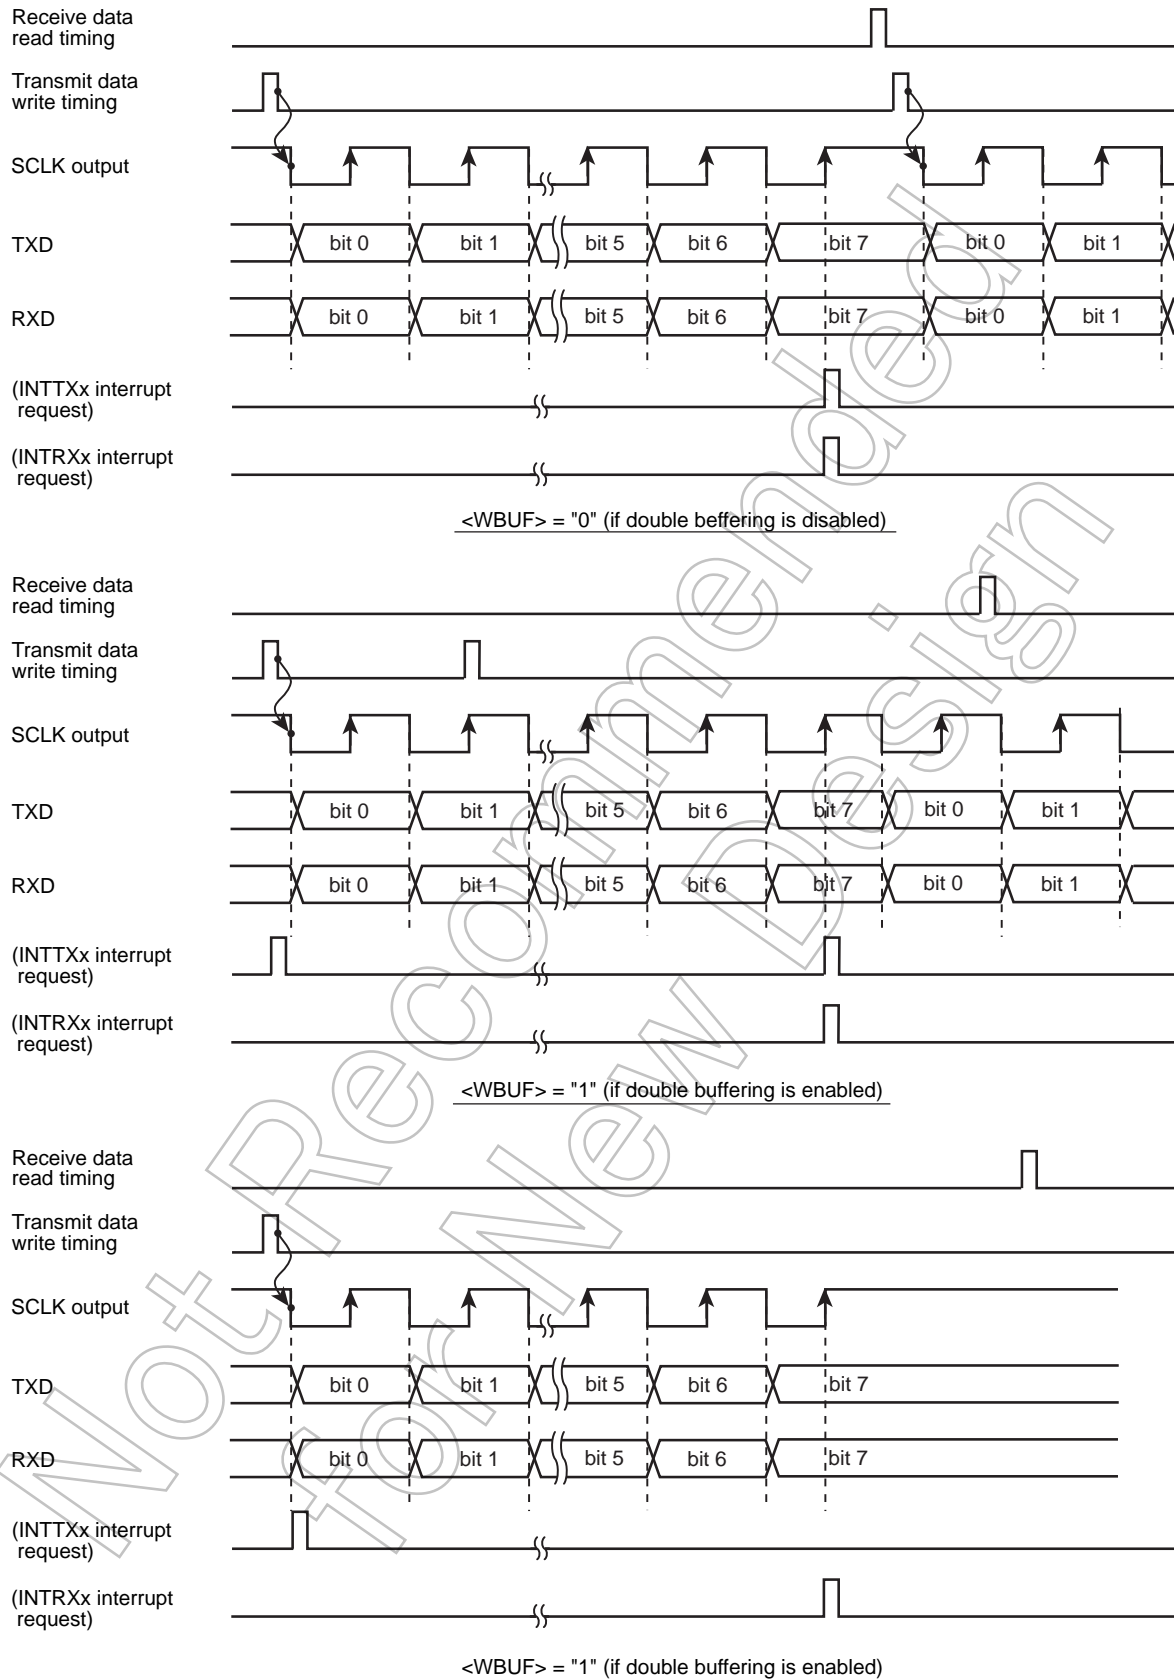 Receive data
read timing
Transmit data
write timing
SCLK output
TXD bit 0 bit 1 bit 5 bit 6 bit 7 bit 0 bit 1
RXD bit 0 bit 1 bit 5 bit 6 bit 7 bit 0 bit 1
(INTTXx interrupt
request)
(INTRXx interrupt
request)
<WBUF> = "0" (if double beffering is disabled)
Receive data
read timing
Transmit data
write timing
SCLK output
TXD bit 0 bit 1 bit 5 bit 6 bit 7 bit 0 bit 1
RXD bit 0 bit 1 bit 5 bit 6 bit 7 bit 0 bit 1
(INTTXx interrupt
request)
(INTRXx interrupt
request)
<WBUF> = "1" (if double buffering is enabled)
Receive data
read timing
Transmit data
write timing
SCLK output
TXD bit 0 bit 1 bit 5 bit 6 bit 7
RXD bit 0 bit 1 bit 5 bit 6 bit 7
(INTTXx interrupt
request)
(INTRXx interrupt
request)
<WBUF> = "1" (if double buffering is enabled)
Not Recommended
for New Design